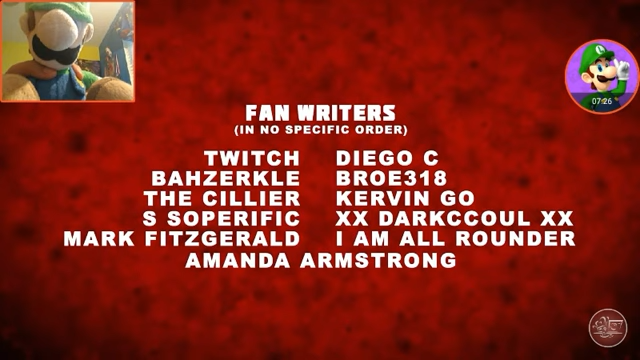 FAN WRITERS
(IN NO SPECIFIC ORDER)
TWITCH DIEGO C
BAHZERKLE BROE318
THE CILLIER KERVIN GO
S SOPERIFIC XX DARKCCOUL XX
MARK FITZGERALD I AM ALL ROUNDER
AMANDA ARMSTRONG
07:26